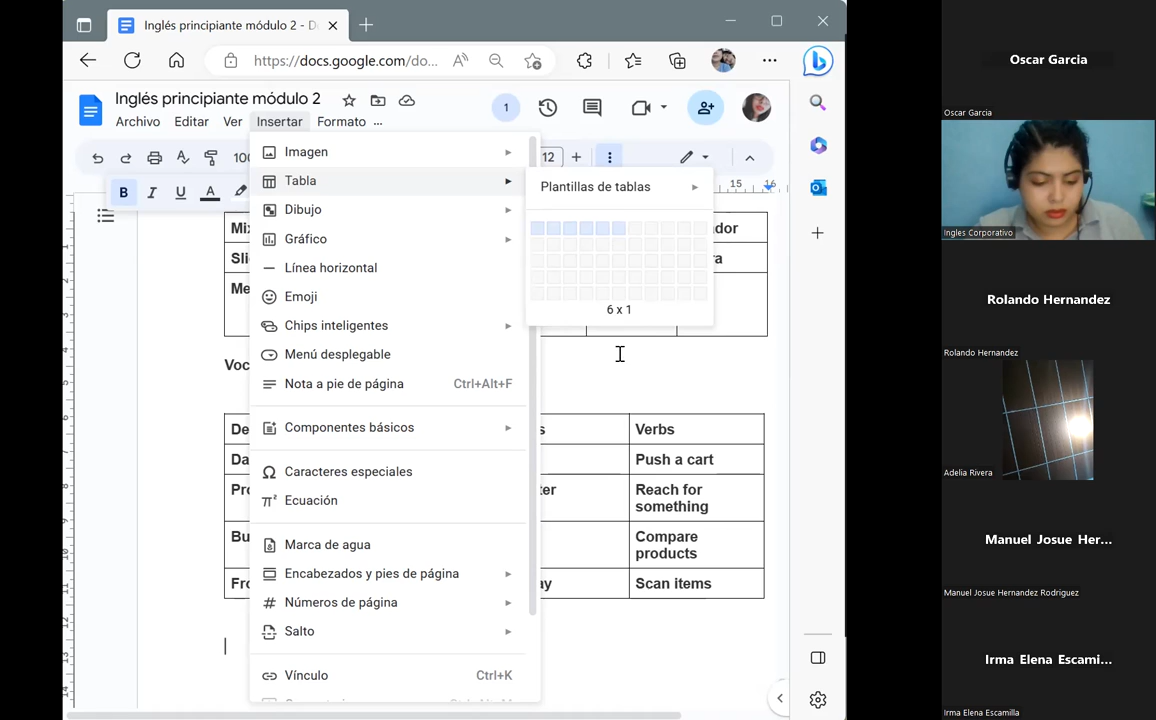 Inglés principiante módulo 2 - D
https://docs.google.com/do...
Inglés principiante módulo 2
1
Archivo Editar Ver Insertar Formato ...
12
15 16
Imagen
Tabla
Dibujo
Gráfico
Línea horizontal
Emoji
Chips inteligentes
Menú desplegable
Nota a pie de página Ctrl+Alt+F
Componentes básicos
Caracteres especiales
Ecuación
Marca de agua
Encabezados y pies de página
Números de página
Salto
Vínculo Ctrl+K
Plantillas de tablas
6 x 1
Verbs
Push a cart
Reach for
something
Compare
products
Scan items
Oscar Garcia
Oscar Garcia
Ingles Corporativo
Rolando Hernandez
Rolando Hernandez
Adelia Rivera
Manuel Josue Her...
Manuel Josue Hernandez Rodriguez
Irma Elena Escami...
Irma Elena Escamilla